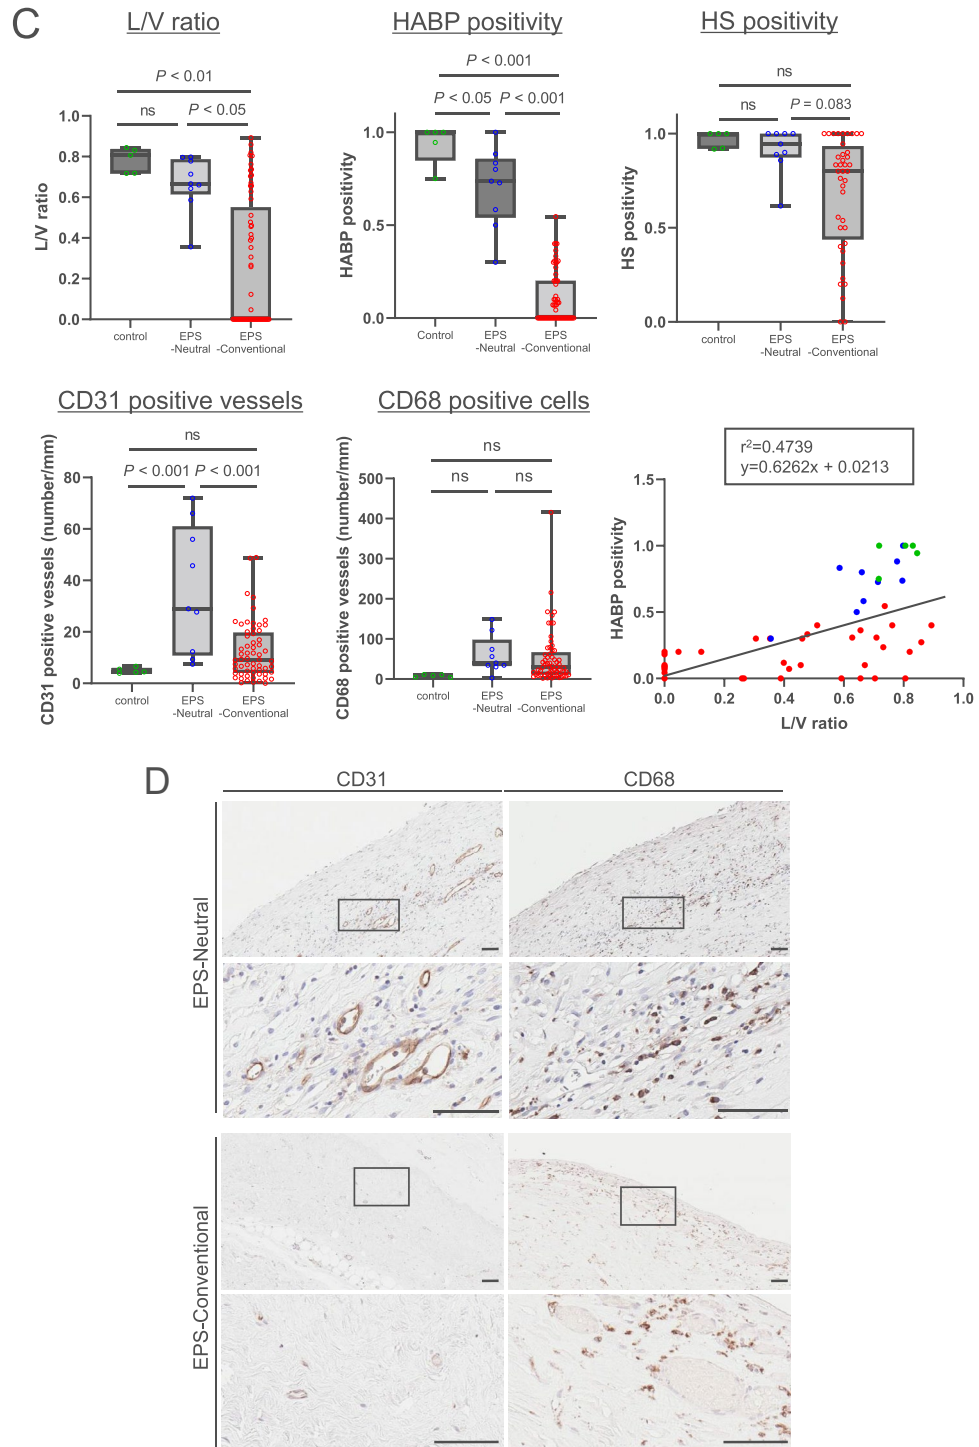 C
L/V ratio
P < 0.01
ns
P < 0.05
1.0
0.8
0.6
0.4
0.2
0.0
L/V ratio
control
EPS
-Neutral
EPS
-Conventional
HABP positivity
P < 0.001
P < 0.05
P < 0.001
1.0
0.5
0.0
HABP positivity
Control
EPS
-Neutral
EPS
-Conventional
HS positivity
ns
ns
P = 0.083
1.0
0.5
0.0
HS positivity
control
EPS
-Neutral
EPS
-Conventional
CD31 positive vessels
ns
P < 0.001
P < 0.001
80
60
40
20
0
CD31 positive vessels (number/mm)
control
EPS
-Neutral
EPS
-Conventional
CD68 positive cells
ns
ns
ns
500
400
300
200
100
0
CD68 positive vessels (number/mm)
control
EPS
-Neutral
EPS
-Conventional
r²=0.4739
y=0.6262x + 0.0213
1.5
1.0
0.5
0.0
HABP positivity
0.0
0.2
0.4
0.6
0.8
1.0
L/V ratio
D
CD31
CD68
EPS-Neutral
EPS-Conventional